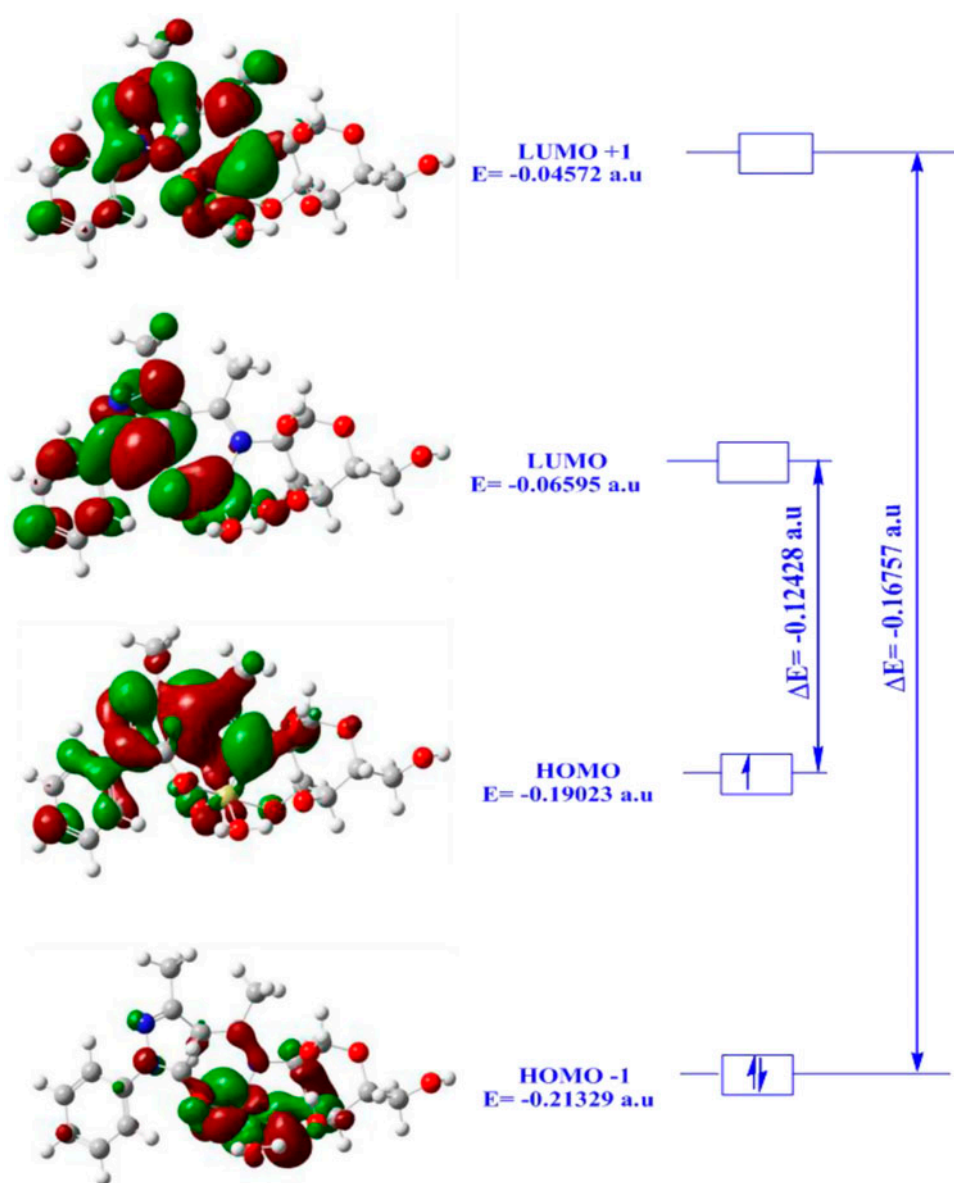 LUMO +1
E= -0.04572 a.u
LUMO
E= -0.06595 a.u
ΔE= -0.12428 a.u
ΔE= -0.16757 a.u
HOMO
E= -0.19023 a.u
HOMO -1
E= -0.21329 a.u